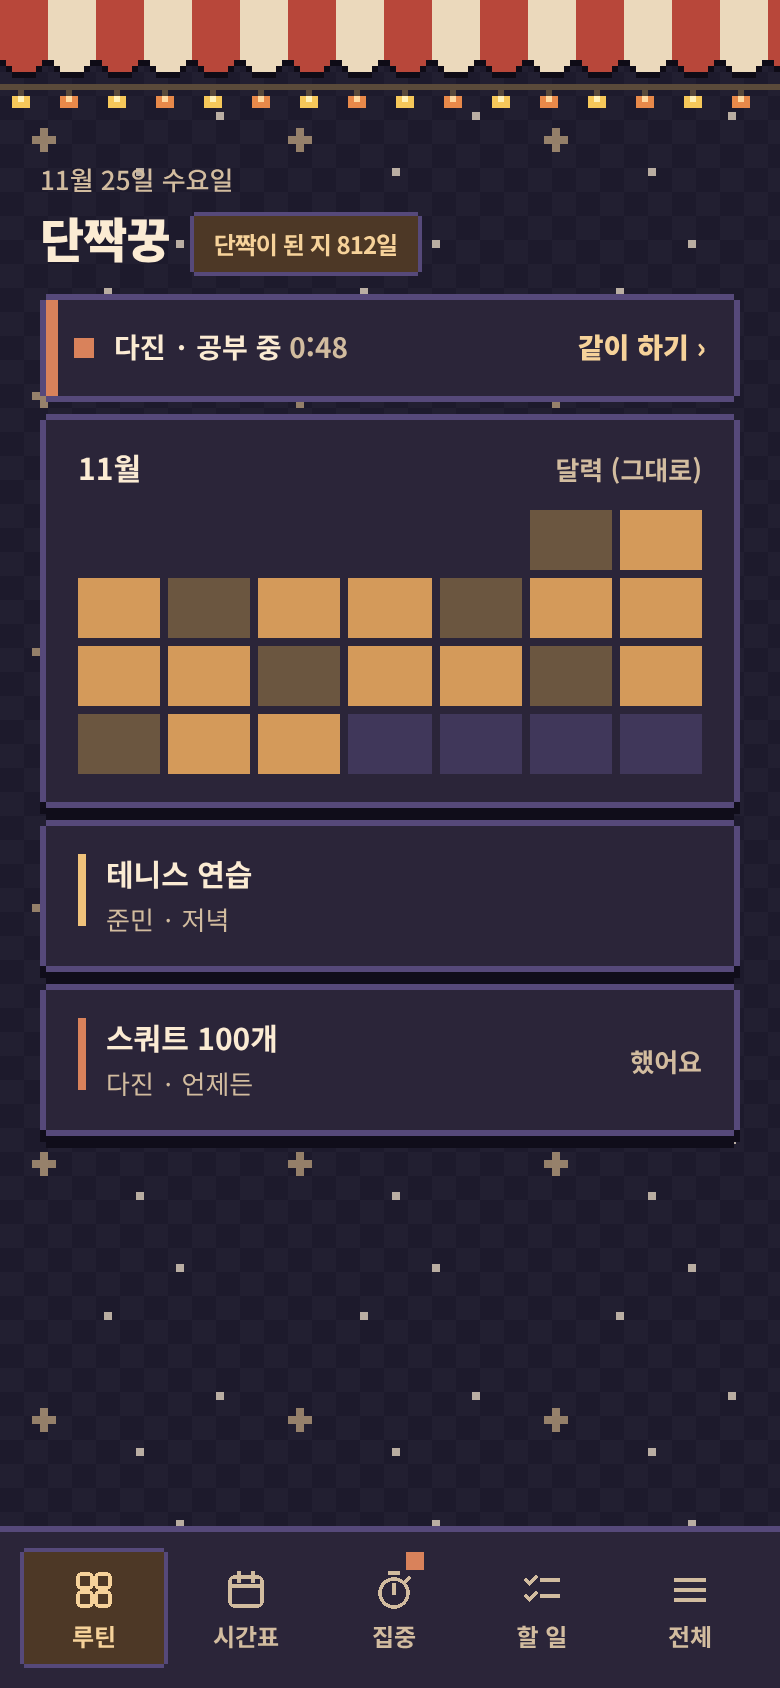 11월 25일 수요일
단짝꿍
단짝이 된 지 812일
다진 · 공부 중 0:48
같이 하기 ›
11월
달력 (그대로)
테니스 연습
준민 · 저녁
스쿼트 100개
다진 · 언제든
했어요
루틴
시간표
집중
할 일
전체